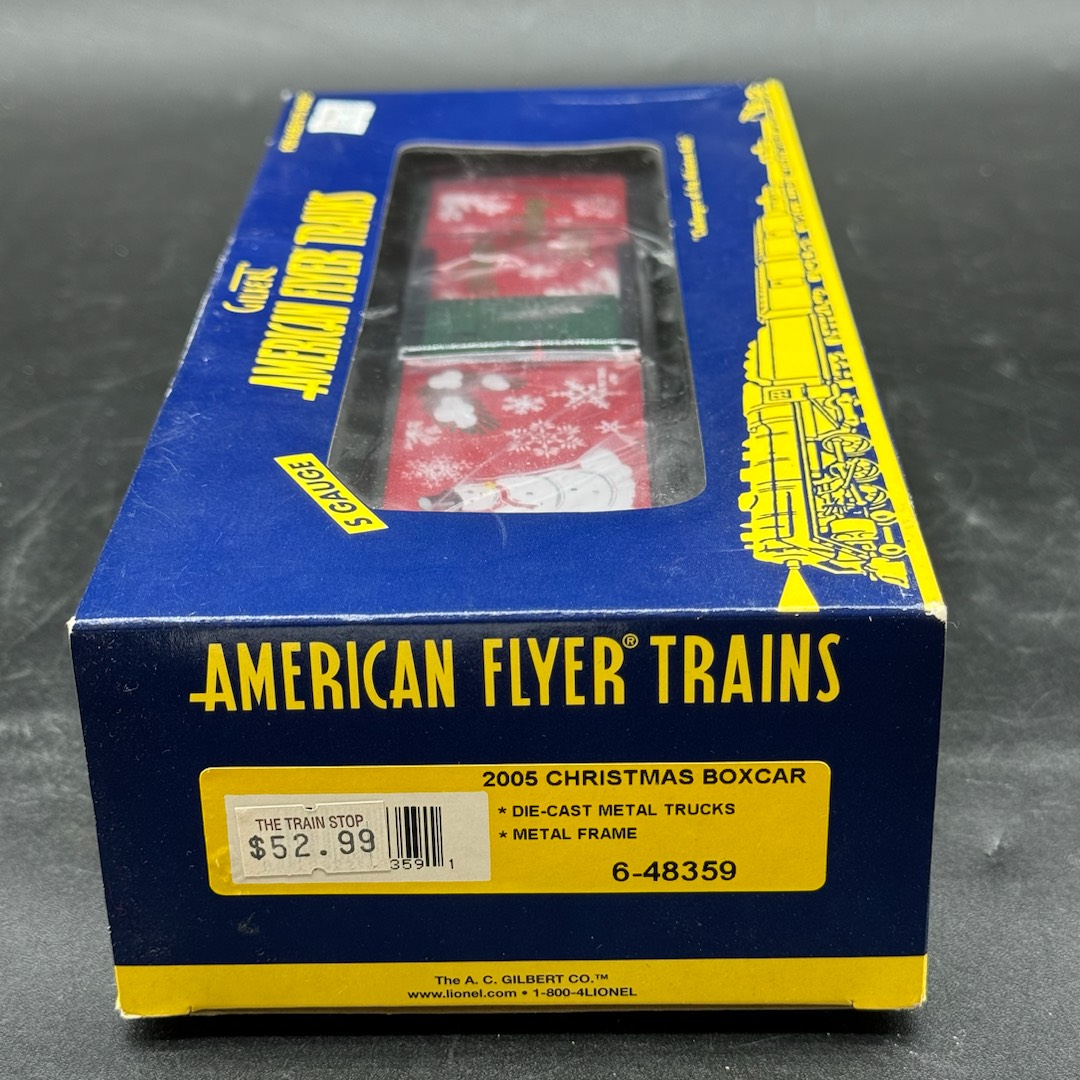 Gilbert
AMERICAN FLYER TRAINS
S GAUGE
AMERICAN FLYER® TRAINS
2005 CHRISTMAS BOXCAR
* DIE-CAST METAL TRUCKS
* METAL FRAME
6-48359
THE TRAIN STOP
$52.99
359 1
The A. C. GILBERT CO.™
www.lionel.com • 1-800-4LIONEL